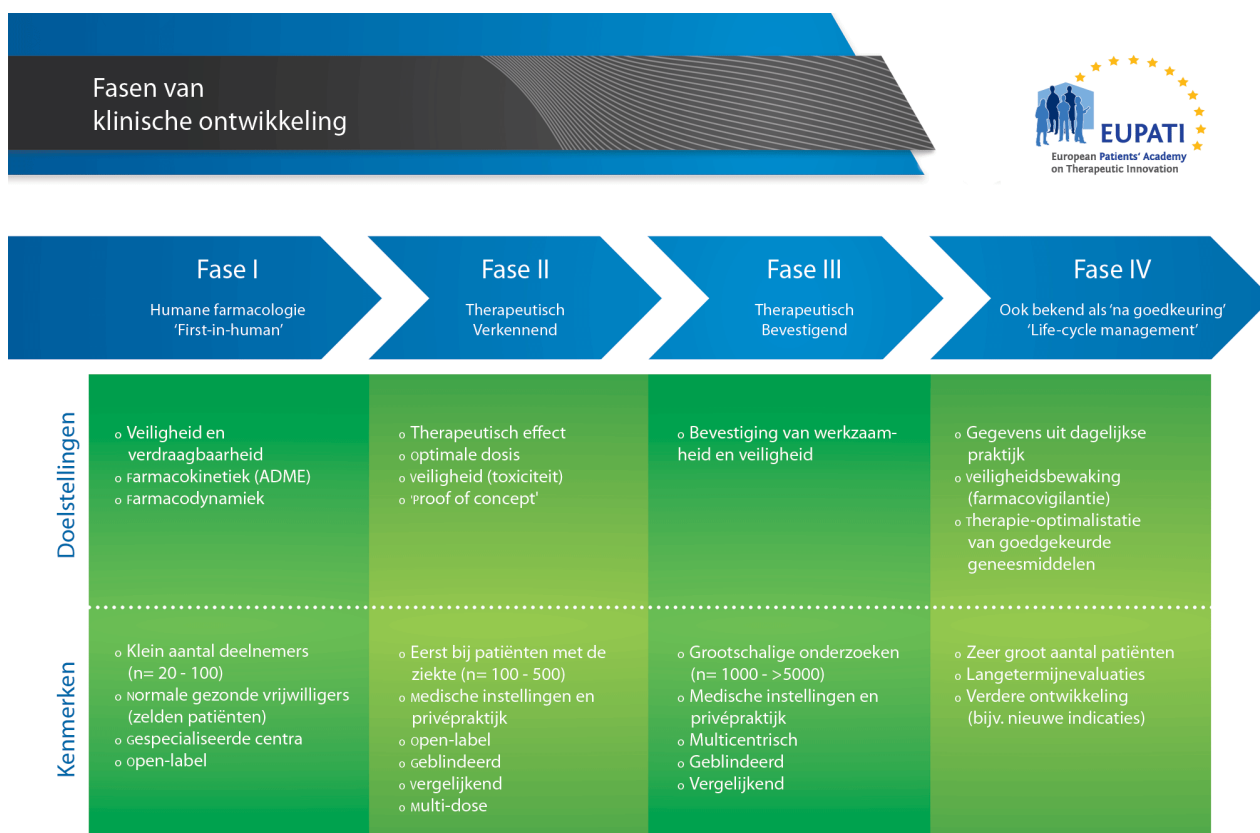 Fasen van
klinische ontwikkeling
EUPATI
European Patients' Academy
on Therapeutic Innovation
Fase I
Humane farmacologie
'First-in-human'
Fase II
Therapeutisch
Verkennend
Fase III
Therapeutisch
Bevestigend
Fase IV
Ook bekend als 'na goedkeuring'
'Life-cycle management'
Doelstellingen
o Veiligheid en
verdraagbaarheid
o Farmacokinetiek (ADME)
o Farmacodynamiek
o Therapeutisch effect
o Optimale dosis
o Veiligheid (toxiciteit)
o 'Proof of concept'
o Bevestiging van werkzaam-
heid en veiligheid
o Gegevens uit dagelijkse
praktijk
o Veiligheidsbewaking
(farmacovigilantie)
o Therapie-optimalistatie
van goedgekeurde
geneesmiddelen
Kenmerken
o Klein aantal deelnemers
(n= 20 - 100)
o Normale gezonde vrijwilligers
(zelden patiënten)
o Gespecialiseerde centra
o Open-label
o Eerst bij patiënten met de
ziekte (n= 100 - 500)
o Medische instellingen en
privépraktijk
o Open-label
o Geblindeerd
o Vergelijkend
o Multi-dose
o Grootschalige onderzoeken
(n= 1000 - >5000)
o Medische instellingen en
privépraktijk
o Multicentrisch
o Geblindeerd
o Vergelijkend
o Zeer groot aantal patiënten
o Langetermijnevaluaties
o Verdere ontwikkeling
(bijv. nieuwe indicaties)